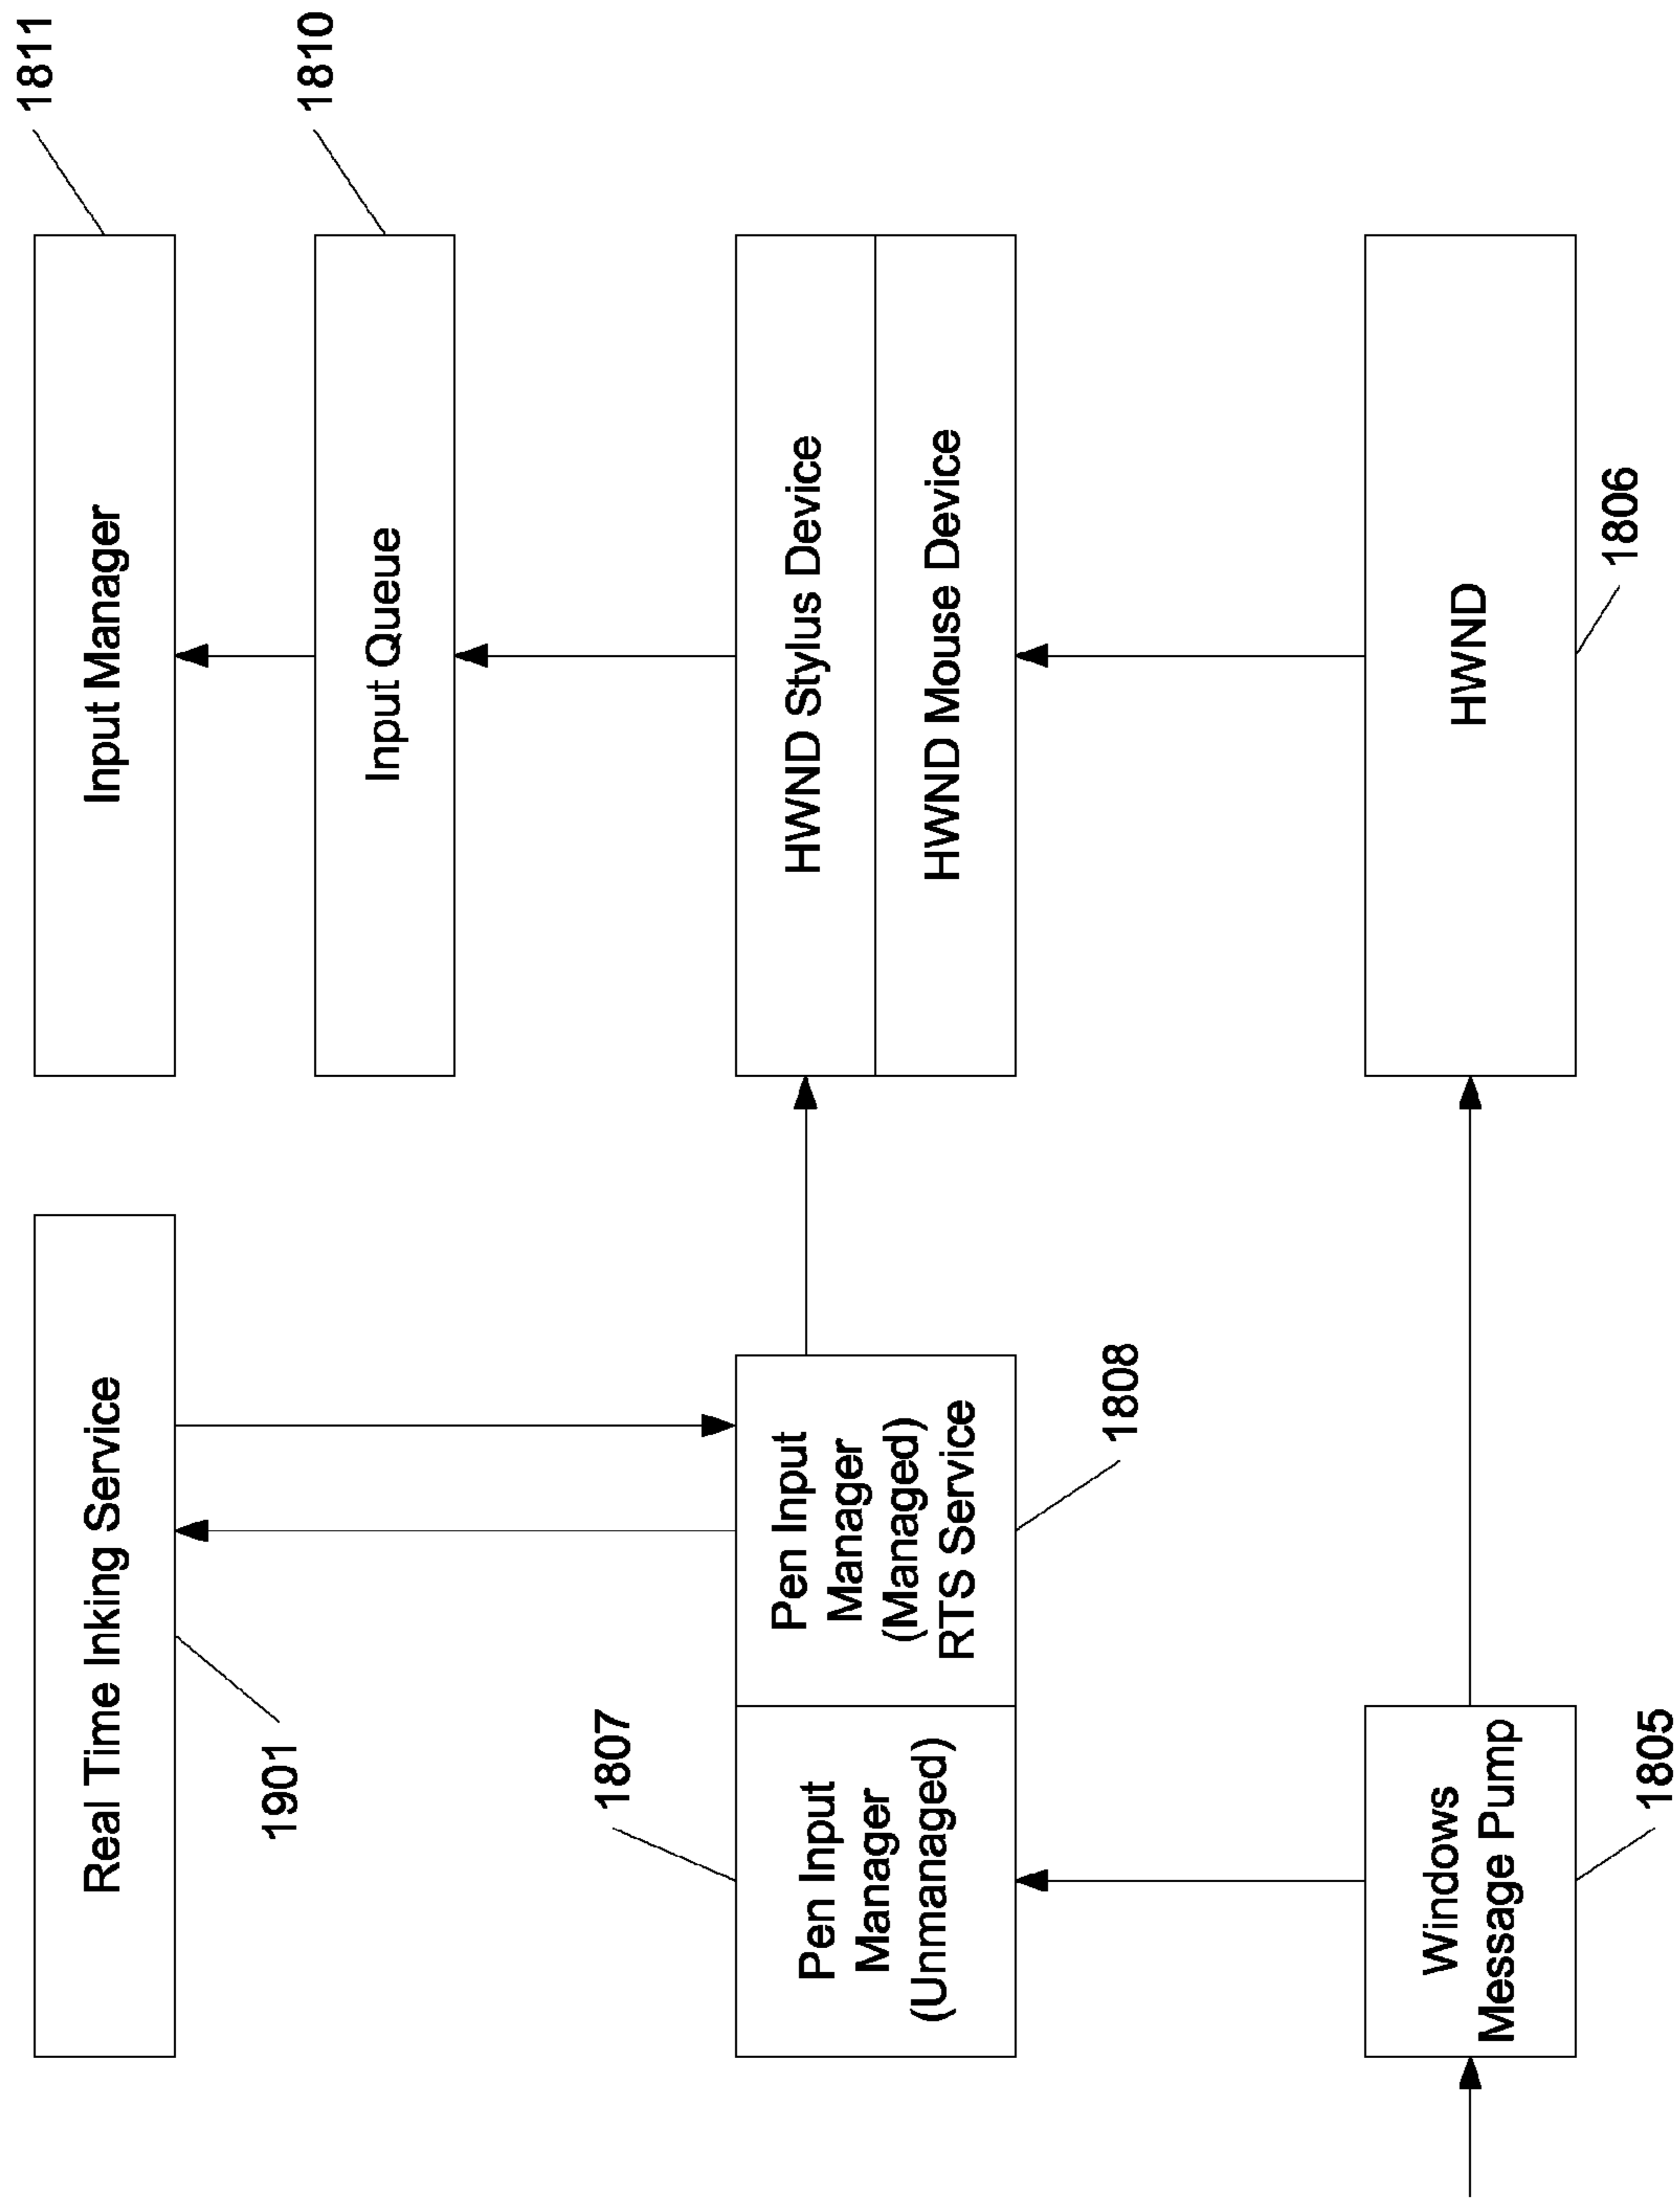 Real Time Inking Service
1901
Input Manager
1811
Input Queue
1810
1807
Pen Input
Manager
(Unmanaged)
Pen Input
Manager
(Managed)
RTS Service
1808
HWND Stylus Device
HWND Mouse Device
Windows
Message Pump
1805
HWND
1806